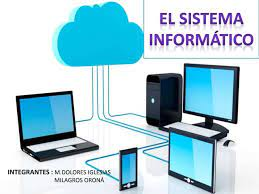 EL SISTEMA
INFORMÁTICO
INTEGRANTES : M.DOLORES IGLESIAS
MILAGROS ORONÁ